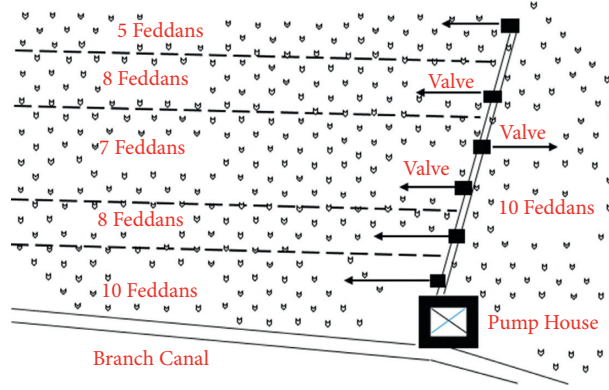 5 Feddans
8 Feddans
Valve
7 Feddans
Valve
Valve
8 Feddans
10 Feddans
10 Feddans
Pump House
Branch Canal